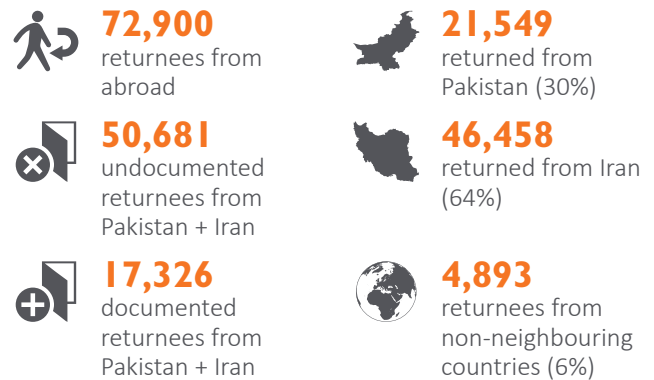 72,900
returnees from
abroad
21,549
returned from
Pakistan (30%)
50,681
undocumented
returnees from
Pakistan + Iran
46,458
returned from Iran
(64%)
17,326
documented
returnees from
Pakistan + Iran
4,893
returnees from
non-neighbouring
countries (6%)